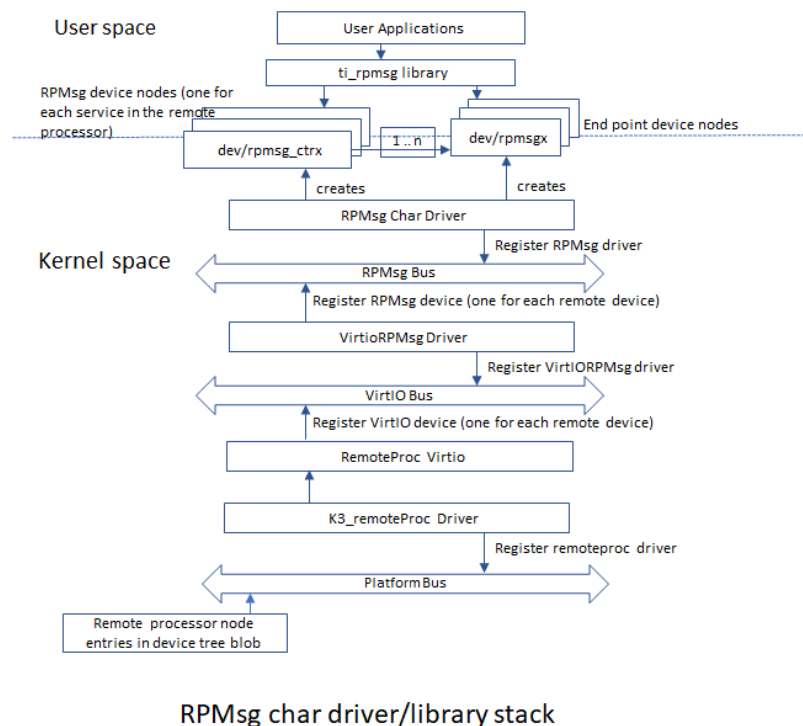 User space
User Applications
ti_rpmsg library
RPMsg device nodes (one for
each service in the remote
processor)
End point device nodes
dev/rpmsg_ctrx
1 .. n
dev/rpmsgx
creates
creates
RPMsg Char Driver
Register RPMsg driver
Kernel space
RPMsg Bus
Register RPMsg device (one for each remote device)
VirtioRPMsg Driver
Register VirtIORPMsg driver
VirtIO Bus
Register VirtIO device (one for each remote device)
RemoteProc Virtio
K3_remoteProc Driver
Register remoteproc driver
Platform Bus
Remote processor node
entries in device tree blob
RPMsg char driver/library stack